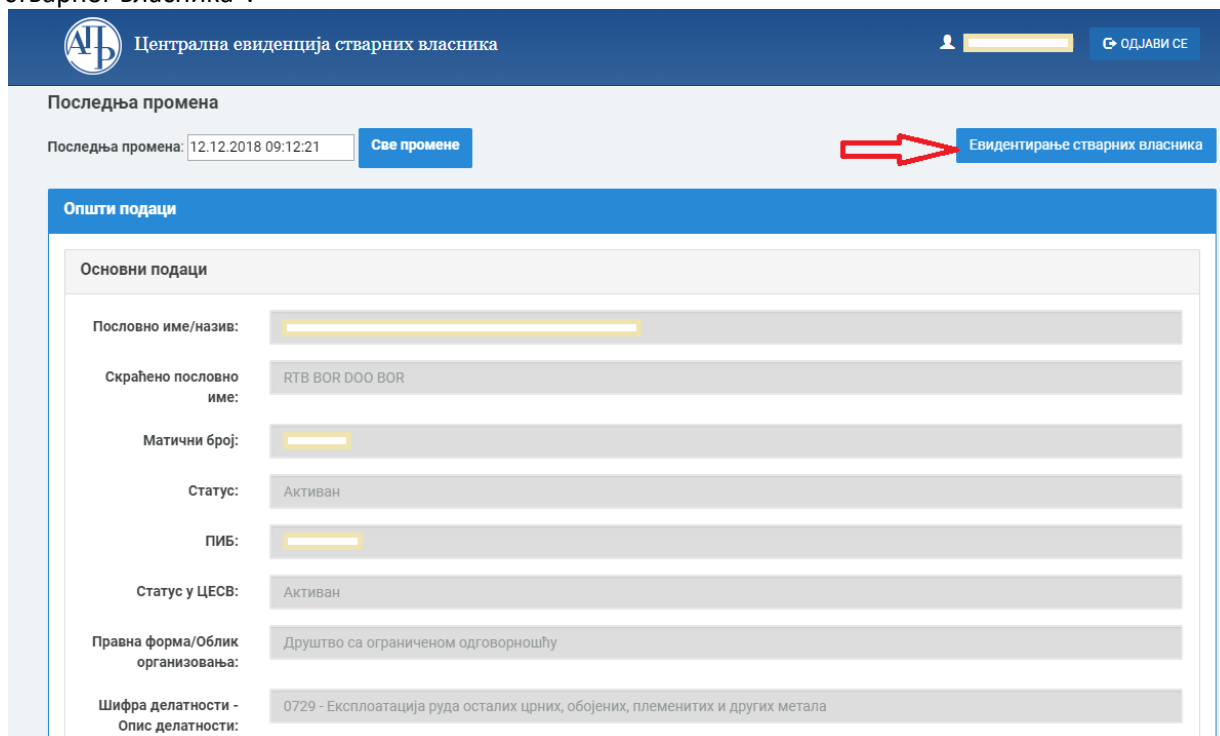 стварног власника“.
АПР Централна евиденција стварних власника ОДЈАВИ СЕ
Последња промена
Последња промена: 12.12.2018 09:12:21 Све промене Евидентирање стварних власника
Општи подаци
Основни подаци
Пословно име/назив:
Скраћено пословно
име:
RTB BOR DOO BOR
Матични број:
Статус: Активан
ПИБ:
Статус у ЦЕСВ: Активан
Правна форма/Облик
организовања:
Друштво са ограниченом одговорношћу
Шифра делатности -
Опис делатности:
0729 - Експлоатација руда осталих црних, обојених, племенитих и других метала